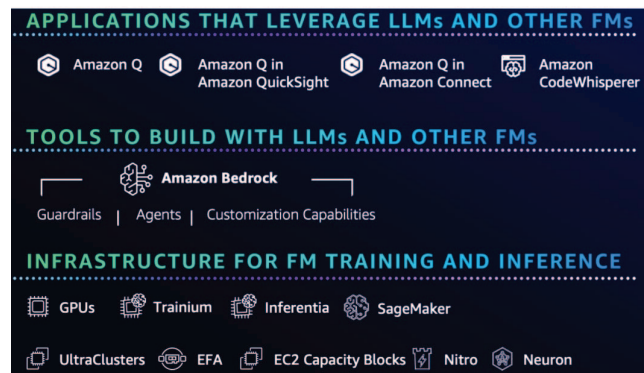 APPLICATIONS THAT LEVERAGE LLMs AND OTHER FMs
Amazon Q
Amazon Q in
Amazon QuickSight
Amazon Q in
Amazon Connect
Amazon
CodeWhisperer
TOOLS TO BUILD WITH LLMs AND OTHER FMs
Amazon Bedrock
Guardrails | Agents | Customization Capabilities
INFRASTRUCTURE FOR FM TRAINING AND INFERENCE
GPUs Trainium Inferentia SageMaker
UltraClusters EFA EC2 Capacity Blocks Nitro Neuron